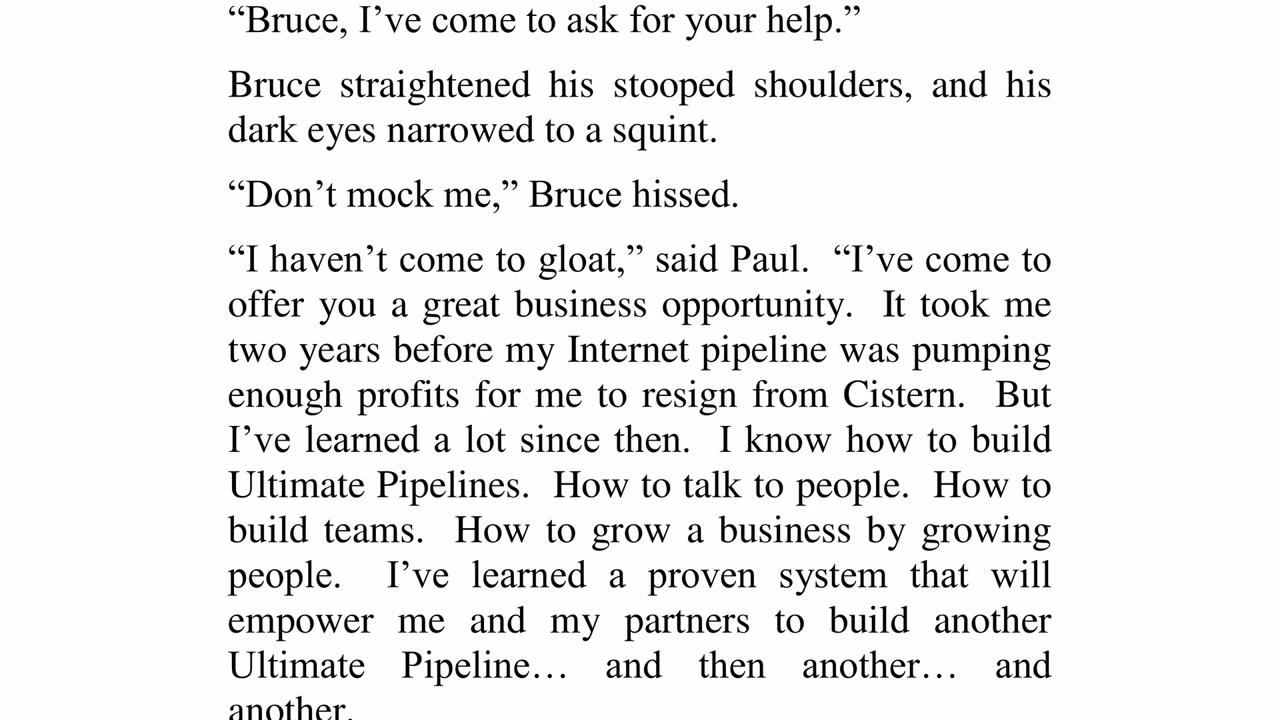 “Bruce, I’ve come to ask for your help.”
Bruce straightened his stooped shoulders, and his
dark eyes narrowed to a squint.
“Don’t mock me,” Bruce hissed.
“I haven’t come to gloat,” said Paul.  “I’ve come to
offer you a great business opportunity.  It took me
two years before my Internet pipeline was pumping
enough profits for me to resign from Cistern.  But
I’ve learned a lot since then.  I know how to build
Ultimate Pipelines.  How to talk to people.  How to
build teams.  How to grow a business by growing
people.  I’ve learned a proven system that will
empower me and my partners to build another
Ultimate Pipeline… and then another… and
another.